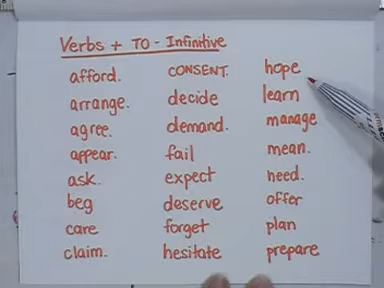 Verbs + TO - Infinitive
afford. CONSENT. hope
arrange. decide learn
agree. demand. manage
appear. fail mean.
ask. expect need.
beg deserve offer
care forget plan
claim. hesitate prepare